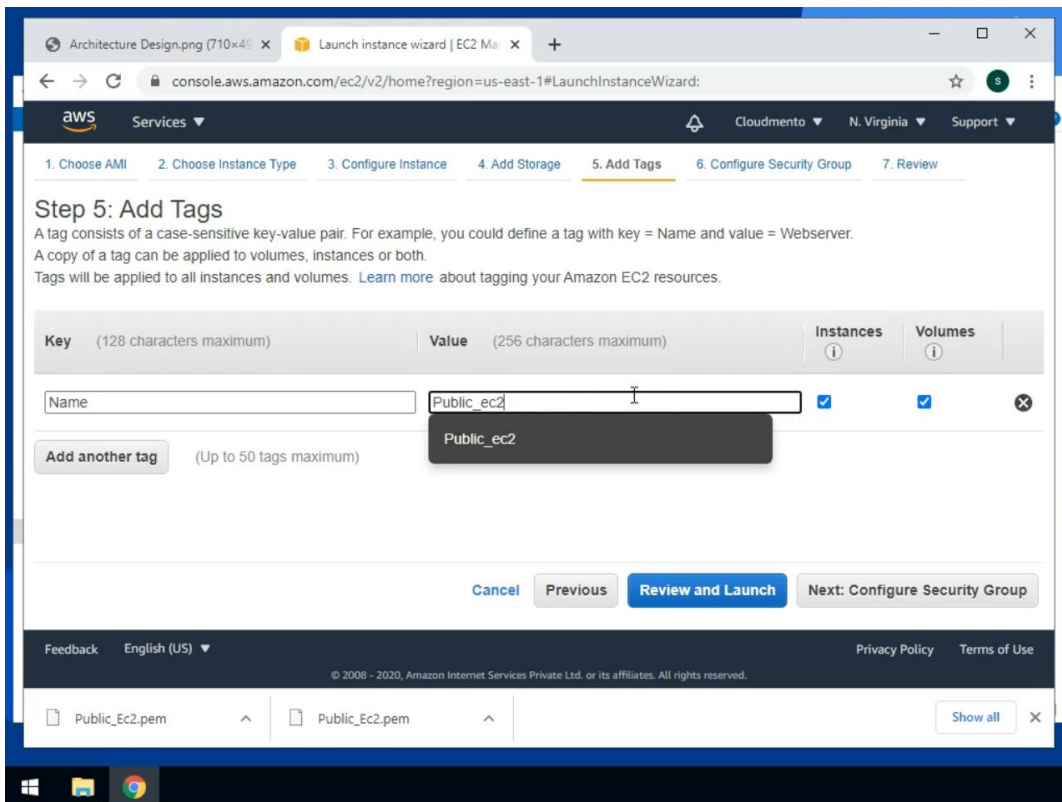 Architecture Design.png (710×49
Launch instance wizard | EC2 Ma
console.aws.amazon.com/ec2/v2/home?region=us-east-1#LaunchInstanceWizard:
S
aws Services Cloudmento N. Virginia Support
1. Choose AMI 2. Choose Instance Type 3. Configure Instance 4. Add Storage 5. Add Tags 6. Configure Security Group 7. Review
Step 5: Add Tags
A tag consists of a case-sensitive key-value pair. For example, you could define a tag with key = Name and value = Webserver.
A copy of a tag can be applied to volumes, instances or both.
Tags will be applied to all instances and volumes. Learn more about tagging your Amazon EC2 resources.
Key (128 characters maximum) Value (256 characters maximum) Instances Volumes
Name Public_ec2
Public_ec2
Add another tag (Up to 50 tags maximum)
Cancel Previous Review and Launch Next: Configure Security Group
Feedback English (US) Privacy Policy Terms of Use
© 2008 - 2020, Amazon Internet Services Private Ltd. or its affiliates. All rights reserved.
Public_Ec2.pem Public_Ec2.pem Show all